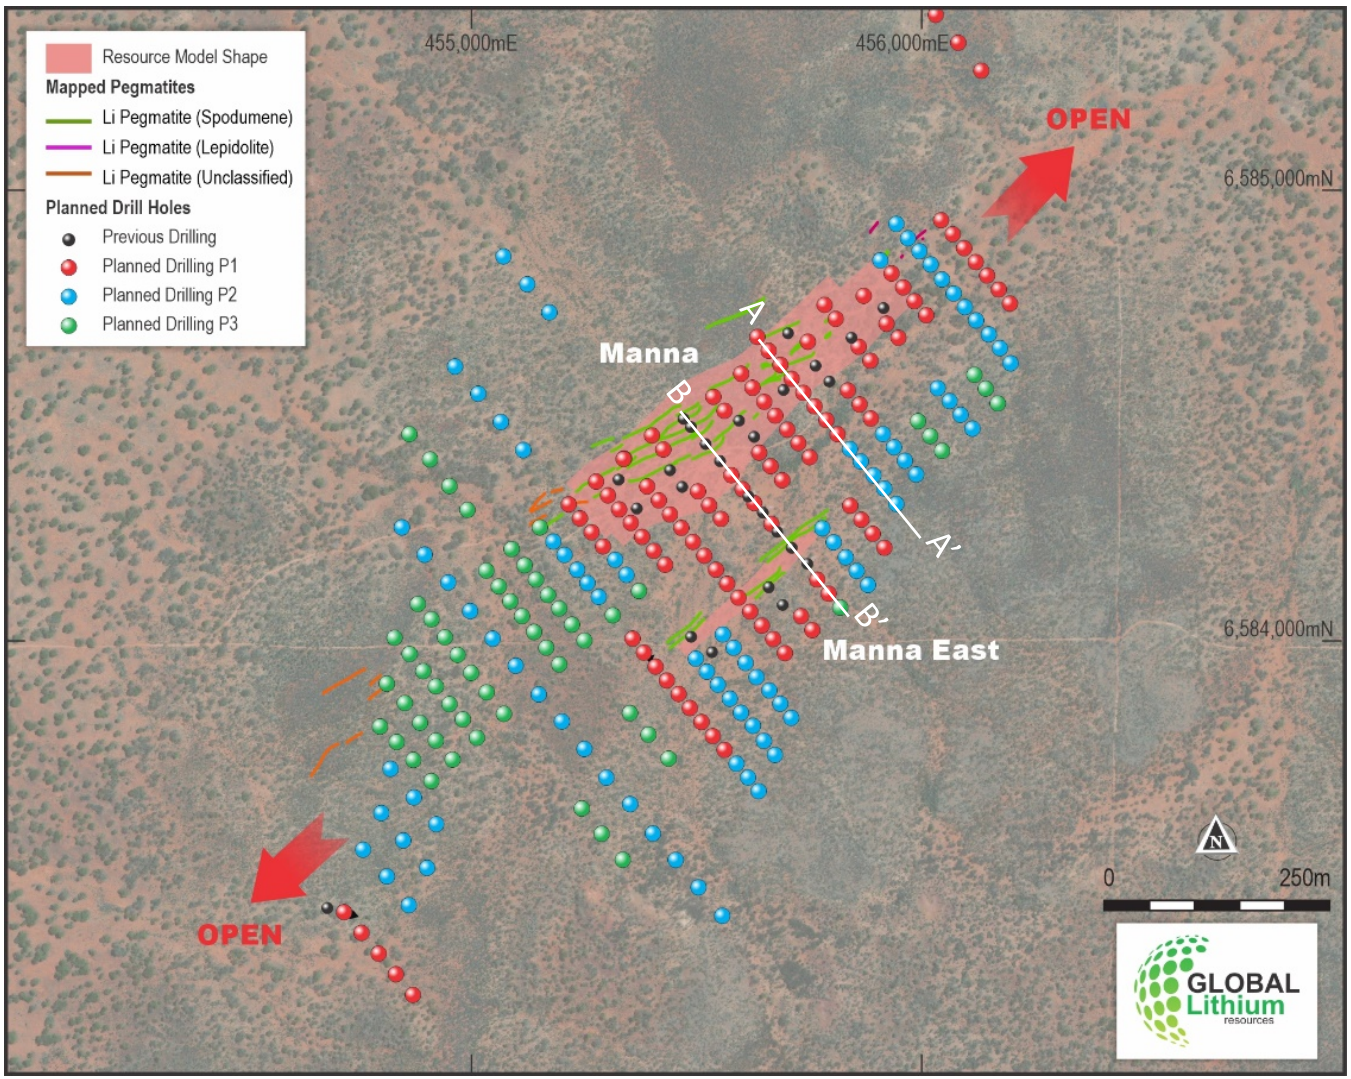 455,000mE
456,000mE
Resource Model Shape
Mapped Pegmatites
Li Pegmatite (Spodumene)
Li Pegmatite (Lepidolite)
Li Pegmatite (Unclassified)
Planned Drill Holes
Previous Drilling
Planned Drilling P1
Planned Drilling P2
Planned Drilling P3
OPEN
6,585,000mN
A
Manna
B
A'
B'
6,584,000mN
Manna East
N
0 250m
OPEN
GLOBAL
Lithium
resources